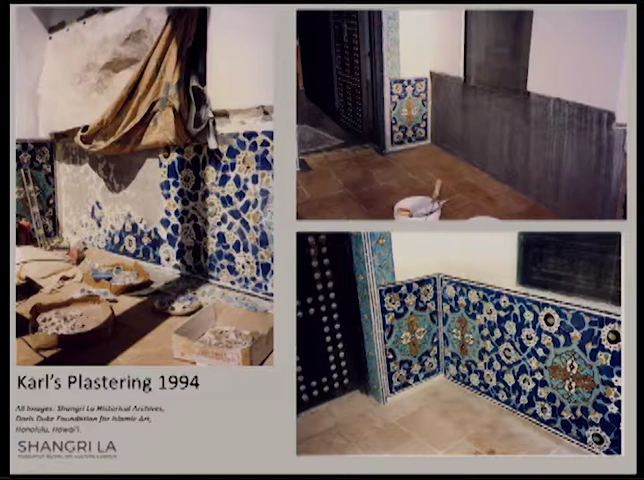 Karl's Plastering 1994
All Images: Shangri La Historical Archives,
Doris Duke Foundation for Islamic Art,
Honolulu, Hawai'i.
SHANGRI LA